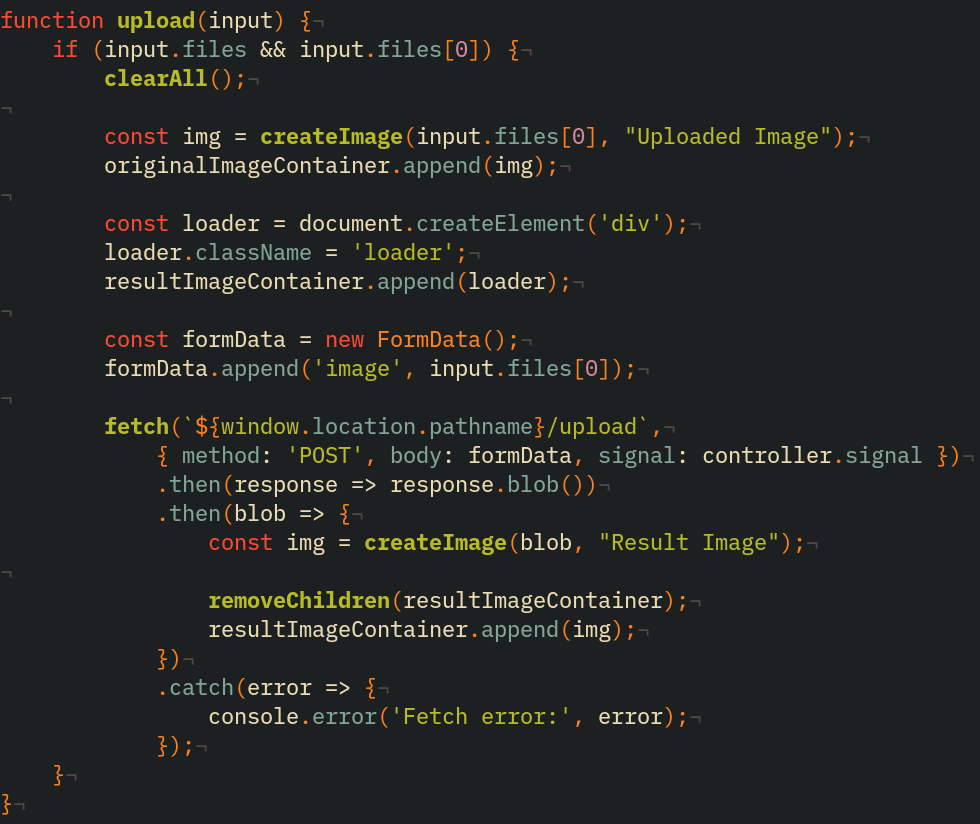 function upload(input) {¬
    if (input.files && input.files[0]) {¬
        clearAll();¬
¬
        const img = createImage(input.files[0], "Uploaded Image");¬
        originalImageContainer.append(img);¬
¬
        const loader = document.createElement('div');¬
        loader.className = 'loader';¬
        resultImageContainer.append(loader);¬
¬
        const formData = new FormData();¬
        formData.append('image', input.files[0]);¬
¬
        fetch(`${window.location.pathname}/upload`,¬
            { method: 'POST', body: formData, signal: controller.signal })¬
            .then(response => response.blob())¬
            .then(blob => {¬
                const img = createImage(blob, "Result Image");¬
¬
                removeChildren(resultImageContainer);¬
                resultImageContainer.append(img);¬
            })¬
            .catch(error => {¬
                console.error('Fetch error:', error);¬
            });¬
    }¬
}¬